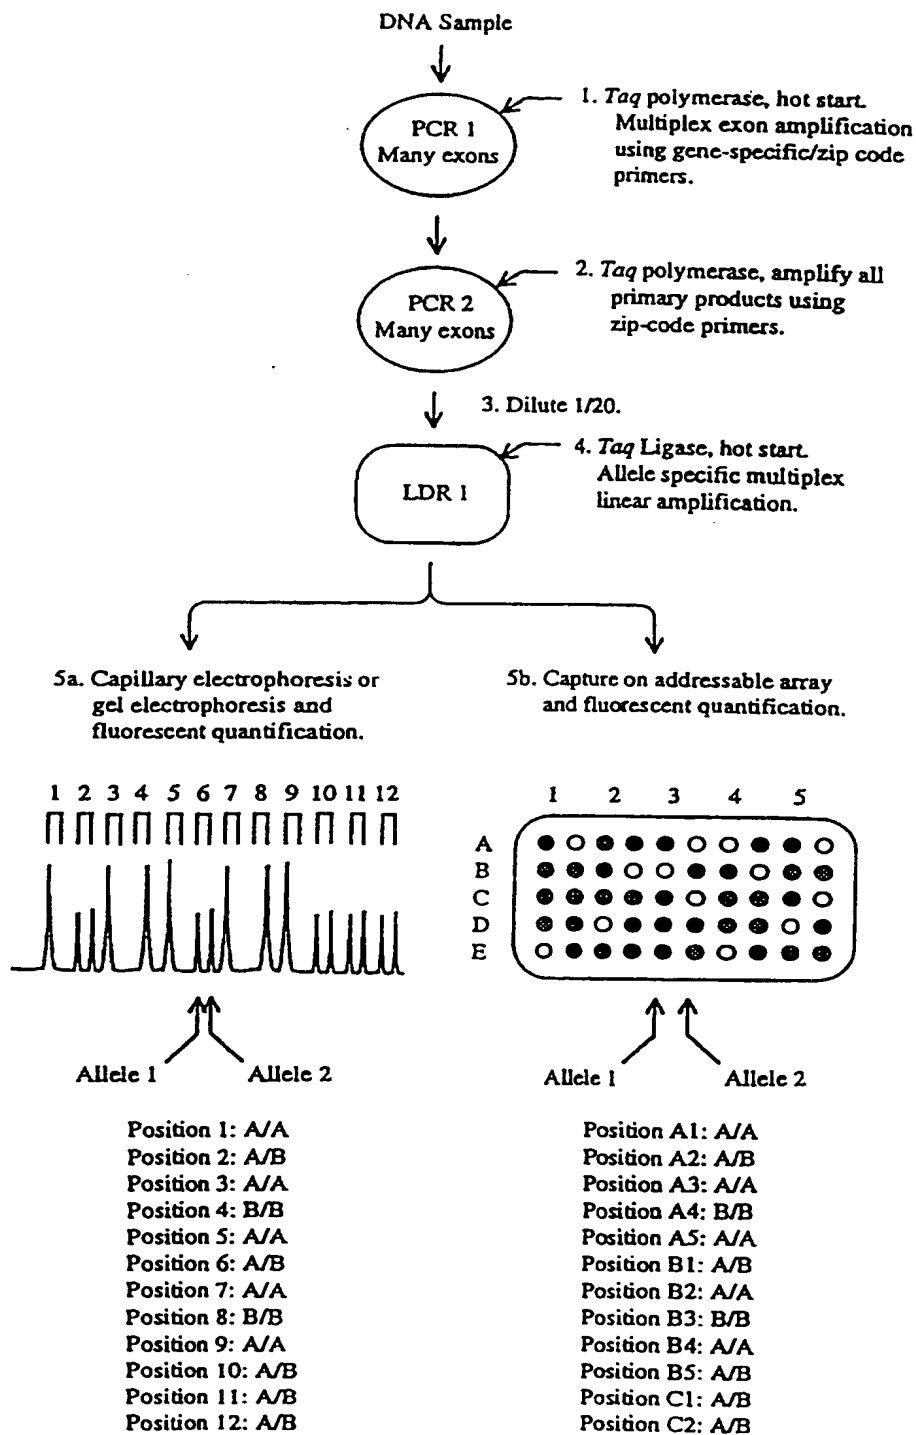 DNA Sample
PCR 1
Many exons
1. Taq polymerase, hot start.
Multiplex exon amplification
using gene-specific/zip code
primers.
PCR 2
Many exons
2. Taq polymerase, amplify all
primary products using
zip-code primers.
3. Dilute 1/20.
LDR 1
4. Taq Ligase, hot start.
Allele specific multiplex
linear amplification.
5a. Capillary electrophoresis or
gel electrophoresis and
fluorescent quantification.
5b. Capture on addressable array
and fluorescent quantification.
1 2 3 4 5 6 7 8 9 10 11 12
1 2 3 4 5
A
B
C
D
E
Allele 1 Allele 2
Allele 1 Allele 2
Position 1: A/A
Position 2: A/B
Position 3: A/A
Position 4: B/B
Position 5: A/A
Position 6: A/B
Position 7: A/A
Position 8: B/B
Position 9: A/A
Position 10: A/B
Position 11: A/B
Position 12: A/B
Position A1: A/A
Position A2: A/B
Position A3: A/A
Position A4: B/B
Position A5: A/A
Position B1: A/B
Position B2: A/A
Position B3: B/B
Position B4: A/A
Position B5: A/B
Position C1: A/B
Position C2: A/B